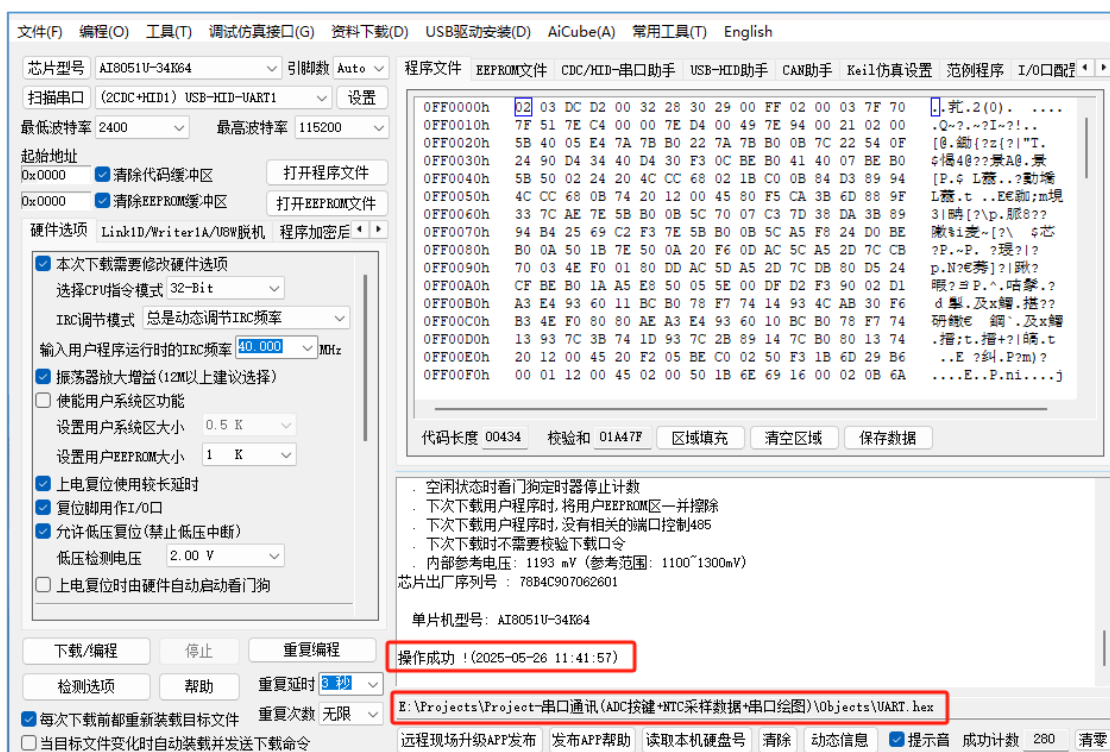 文件(F) 编程(O) 工具(T) 调试仿真接口(G) 资料下载(D) USB驱动安装(D) AiCube(A) 常用工具(T) English
芯片型号 AI8051U-34K64 引脚数 Auto
扫描串口 (2CDC+HID1) USB-HID-UART1 设置
最低波特率 2400 最高波特率 115200
起始地址
0x0000 清除代码缓冲区 打开程序文件
0x0000 清除EEPROM缓冲区 打开EEPROM文件
硬件选项 Link1D/Writer1A/U8W脱机 程序加密后
本次下载需要修改硬件选项
选择CPU指令模式 32-Bit
IRC调节模式 总是动态调节IRC频率
输入用户程序运行时的IRC频率 40.000 MHz
振荡器放大增益(12M以上建议选择)
使能用户系统区功能
设置用户系统区大小 0.5 K
设置用户EEPROM大小 1 K
上电复位使用较长延时
复位脚用作I/O口
允许低压复位(禁止低压中断)
低压检测电压 2.00 V
上电复位时由硬件自动启动看门狗
下载/编程 停止 重复编程
检测选项 帮助 重复延时 3 秒
每次下载前都重新装载目标文件 重复次数 无限
当目标文件变化时自动装载并发送下载命令
程序文件 EEPROM文件 CDC/HID-串口助手 USB-HID助手 CAN助手 Keil仿真设置 范例程序 I/O口配置
0FF0000h 02 03 DC D2 00 32 28 30 29 00 FF 02 00 03 7F 70
0FF0010h 7F 51 7E C4 00 00 7E D4 00 49 7E 94 00 21 02 00 .Q~?.~?I~?!..
0FF0020h 5B 40 05 E4 7A 7B B0 22 7A 7B B0 0B 7C 22 54 0F
0FF0030h 24 90 D4 34 40 D4 30 F3 0C BE B0 41 40 07 BE B0
0FF0040h 5B 50 02 24 20 4C CC 68 02 1B C0 0B 84 D3 89 94
0FF0050h 4C CC 68 0B 74 20 12 00 45 80 F5 CA 3B 6D 88 9F
0FF0060h 33 7C AE 7E 5B B0 0B 5C 70 07 C3 7D 38 DA 3B 89
0FF0070h 94 B4 25 69 C2 F3 7E 5B B0 0B 5C A5 F8 24 D0 BE
0FF0080h B0 0A 50 1B 7E 50 0A 20 F6 0D AC 5C A5 2D 7C CB
0FF0090h 70 03 4E F0 01 80 DD AC 5D A5 2D 7C DB 80 D5 24
0FF00A0h CF BE B0 1A A5 E8 50 05 5E 00 DF D2 F3 90 02 D1
0FF00B0h A3 E4 93 60 11 BC B0 78 F7 74 14 93 4C AB 30 F6
0FF00C0h B3 4E F0 80 80 AE A3 E4 93 60 10 BC B0 78 F7 74
0FF00D0h 13 93 7C 3B 74 1D 93 7C 2B 89 14 7C B0 80 13 74
0FF00E0h 20 12 00 45 20 F2 05 BE C0 02 50 F3 1B 6D 29 B6
0FF00F0h 00 01 12 00 45 02 00 50 1B 6E 69 16 00 02 0B 6A ....E..P.ni....j
代码长度 00434 校验和 01A47F 区域填充 清空区域 保存数据
. 空闲状态时看门狗定时器停止计数
. 下次下载用户程序时,将用户EEPROM区一并擦除
. 下次下载用户程序时,没有相关的端口控制485
. 下次下载时不需要校验下载口令
. 内部参考电压: 1193 mV (参考范围: 1100~1300mV)
芯片出厂序列号 : 78B4C907062601
单片机型号: AI8051U-34K64
操作成功 !(2025-05-26 11:41:57)
E:\Projects\Project-串口通讯(ADC按键+NTC采样数据+串口绘图)\Objects\UART.hex
远程现场升级APP发布 发布APP帮助 读取本机硬盘号 清除 动态信息 提示音 成功计数 280 清零